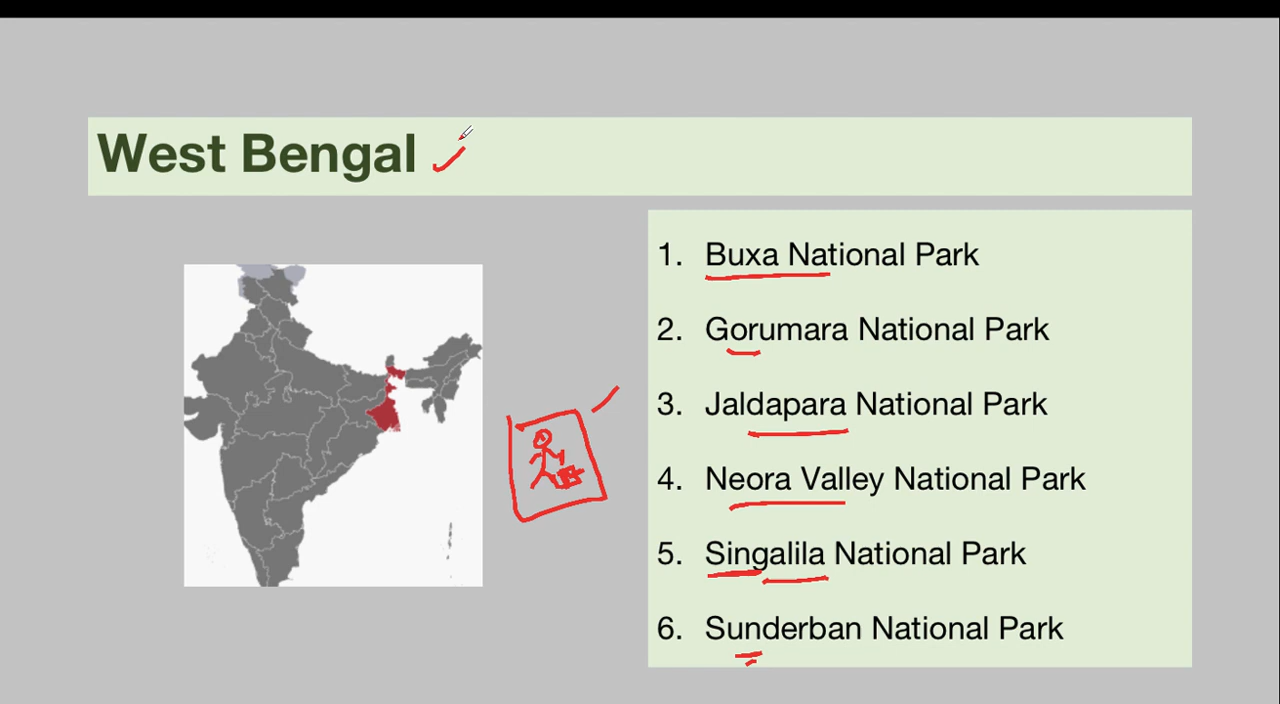 West Bengal
1. Buxa National Park
2. Gorumara National Park
3. Jaldapara National Park
4. Neora Valley National Park
5. Singalila National Park
6. Sunderban National Park